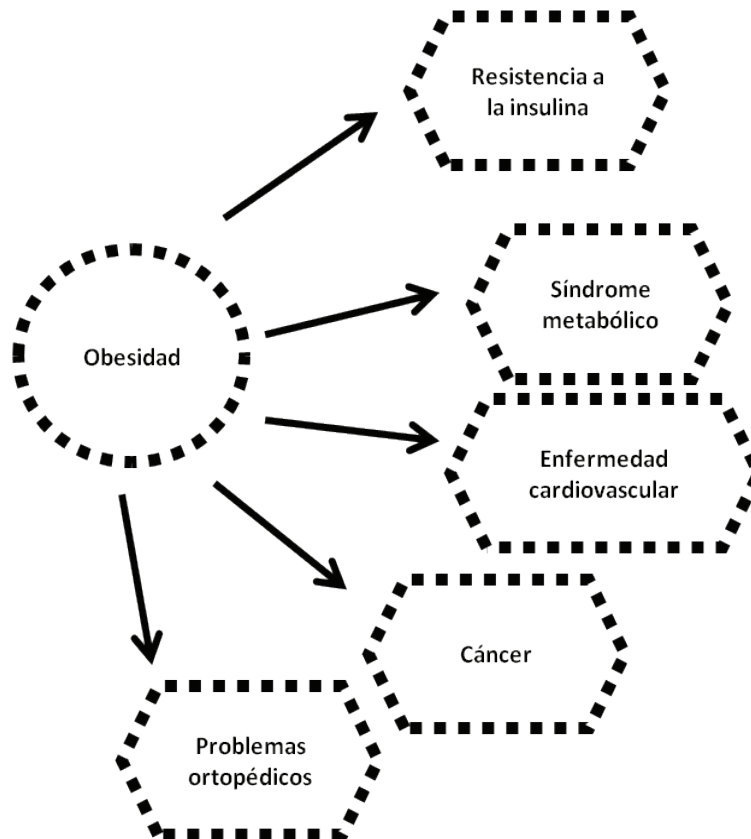 Resistencia a
la insulina
Síndrome
metabólico
Obesidad
Enfermedad
cardiovascular
Cáncer
Problemas
ortopédicos